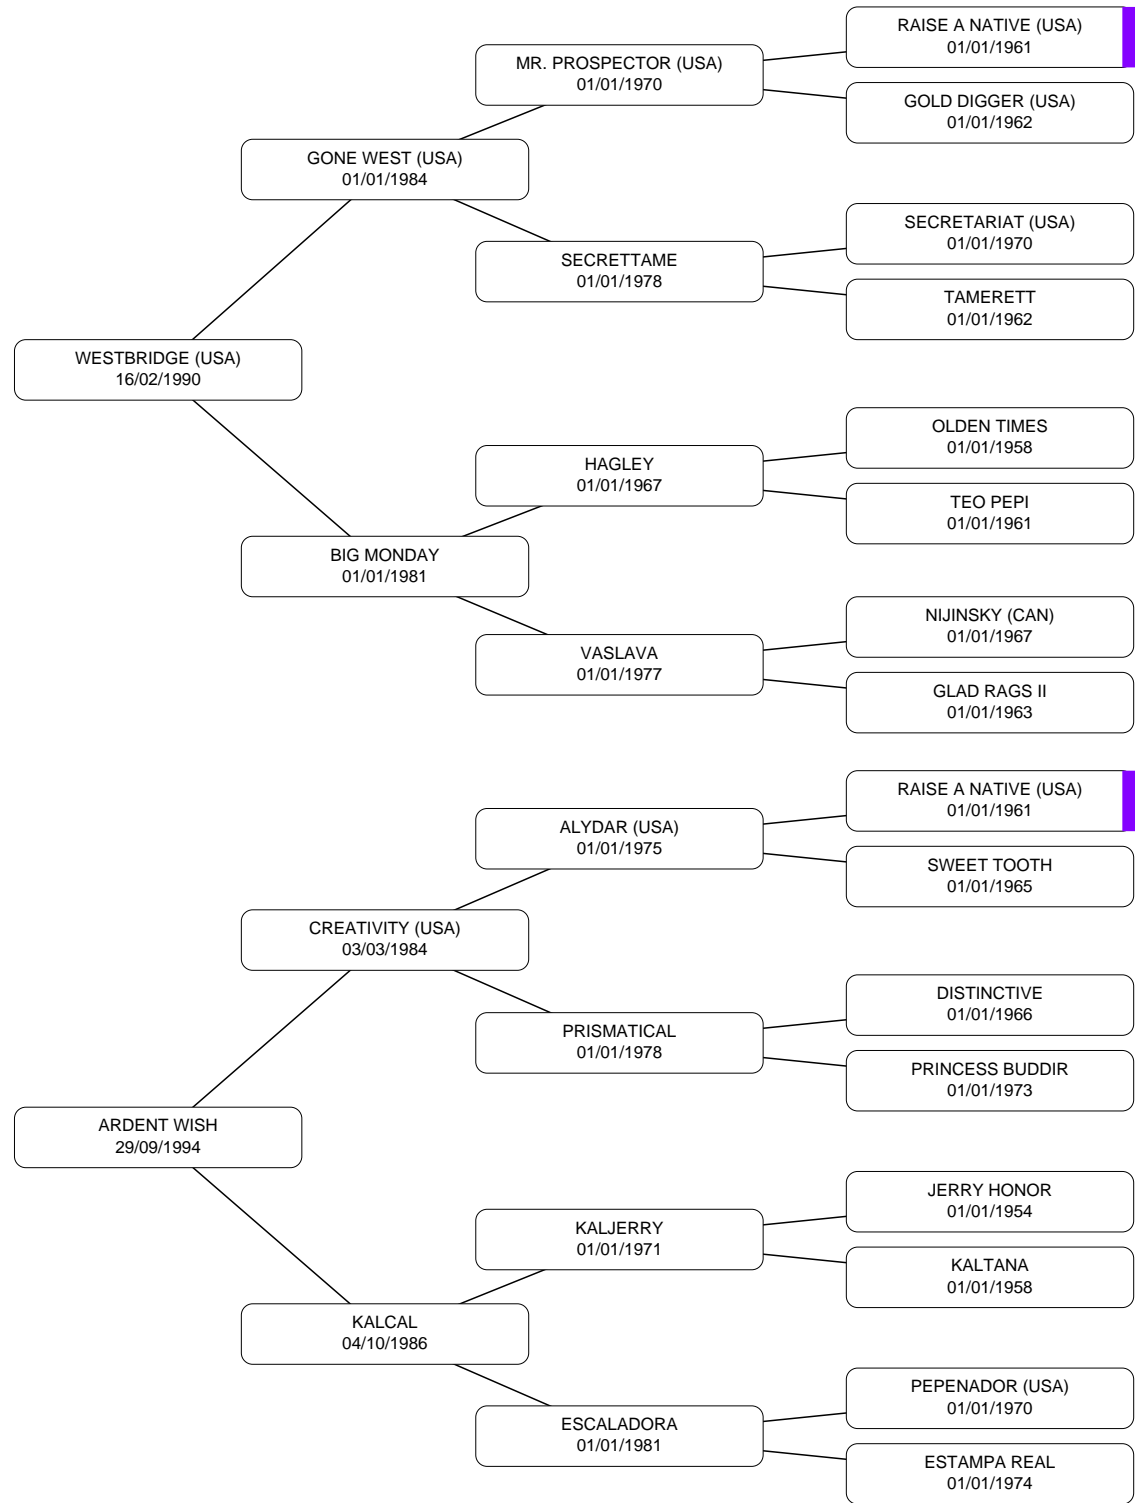 RAISE A NATIVE (USA)
01/01/1961
MR. PROSPECTOR (USA)
01/01/1970
GOLD DIGGER (USA)
01/01/1962
GONE WEST (USA)
01/01/1984
SECRETARIAT (USA)
01/01/1970
SECRETTAME
01/01/1978
TAMERETT
01/01/1962
WESTBRIDGE (USA)
16/02/1990
OLDEN TIMES
01/01/1958
HAGLEY
01/01/1967
TEO PEPI
01/01/1961
BIG MONDAY
01/01/1981
NIJINSKY (CAN)
01/01/1967
VASLAVA
01/01/1977
GLAD RAGS II
01/01/1963
RAISE A NATIVE (USA)
01/01/1961
ALYDAR (USA)
01/01/1975
SWEET TOOTH
01/01/1965
CREATIVITY (USA)
03/03/1984
DISTINCTIVE
01/01/1966
PRISMATICAL
01/01/1978
PRINCESS BUDDIR
01/01/1973
ARDENT WISH
29/09/1994
JERRY HONOR
01/01/1954
KALJERRY
01/01/1971
KALTANA
01/01/1958
KALCAL
04/10/1986
PEPENADOR (USA)
01/01/1970
ESCALADORA
01/01/1981
ESTAMPA REAL
01/01/1974